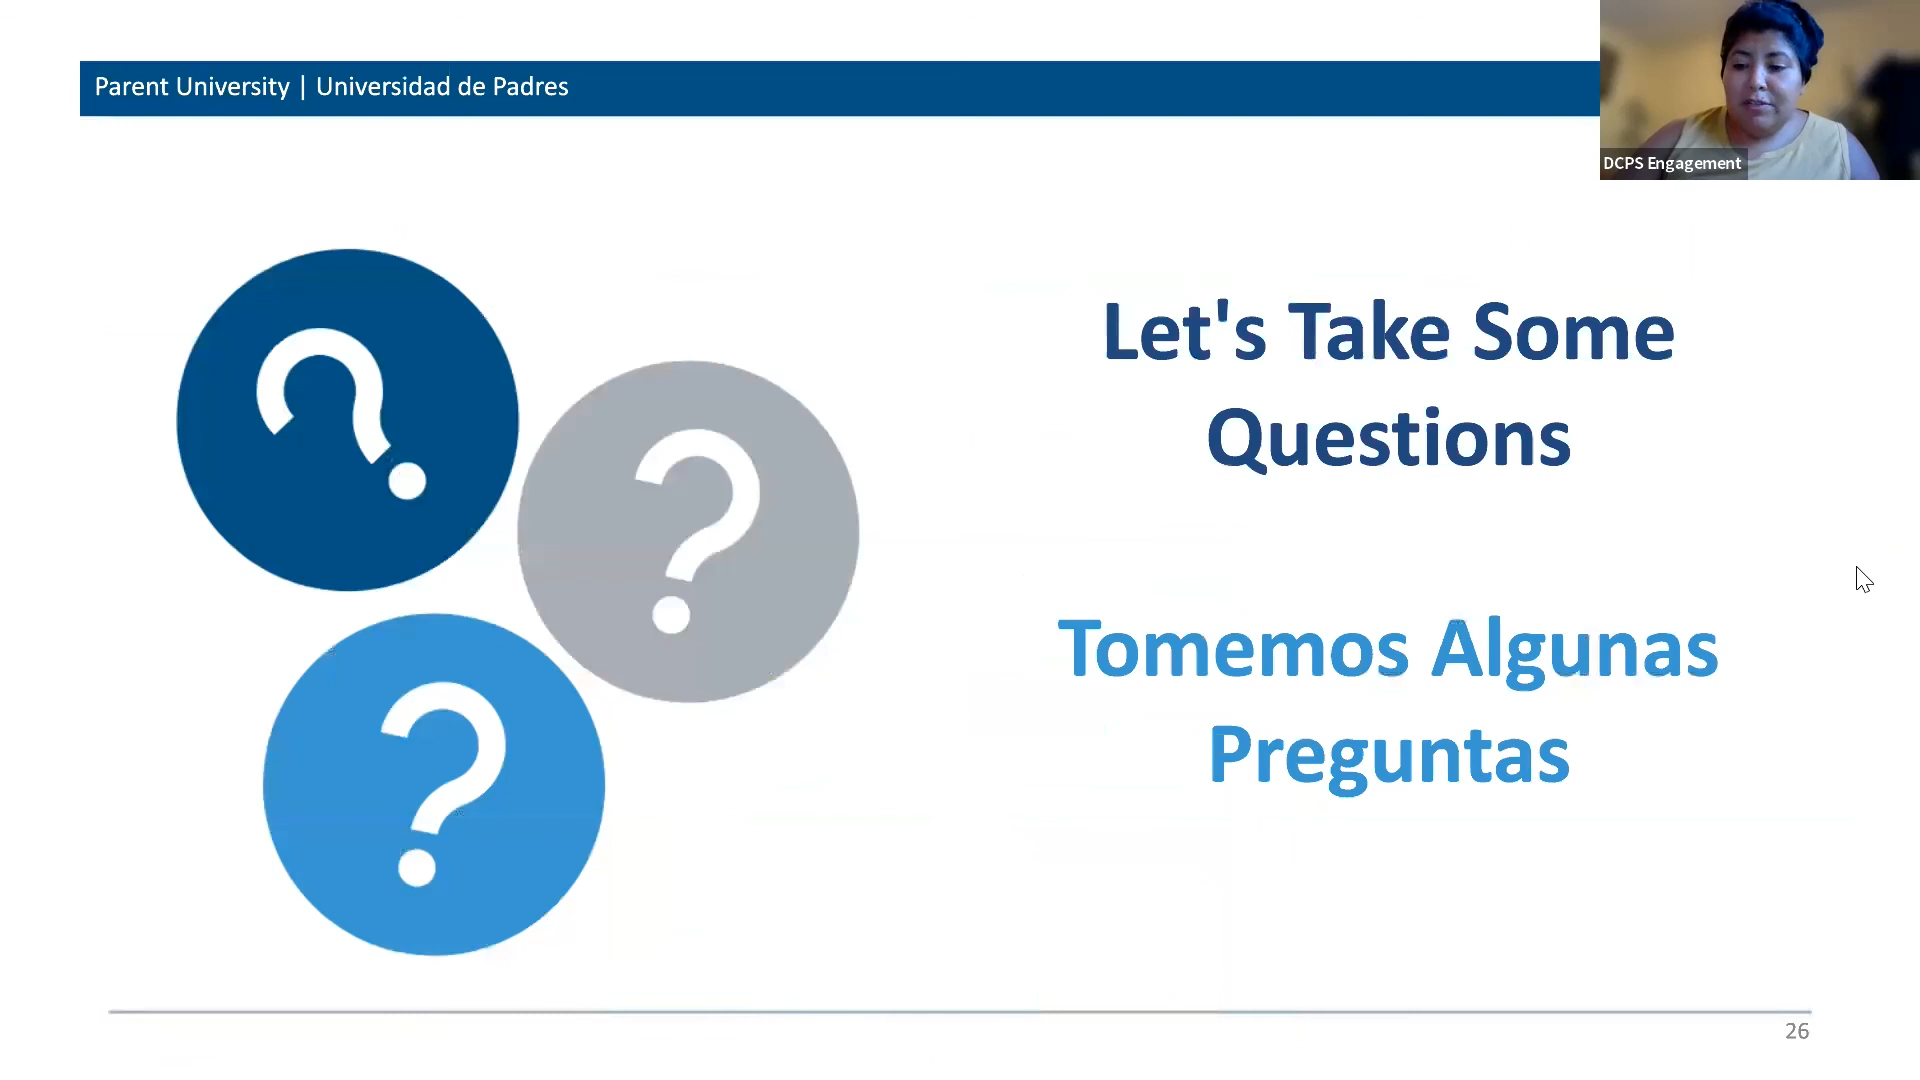 Parent University | Universidad de Padres
DCPS Engagement
Let's Take Some
Questions
Tomemos Algunas
Preguntas
26